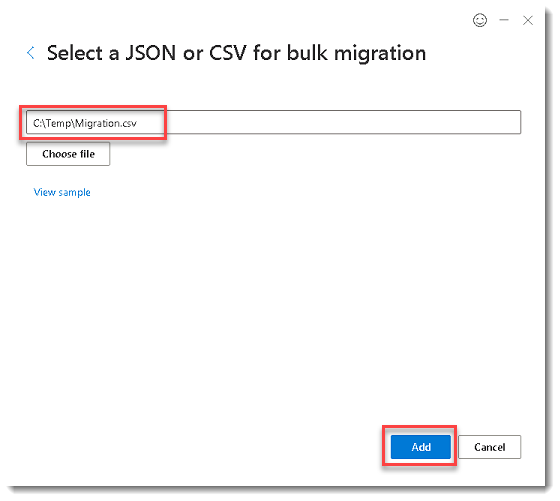 Select a JSON or CSV for bulk migration
C:\Temp\Migration.csv
Choose file
View sample
Add
Cancel